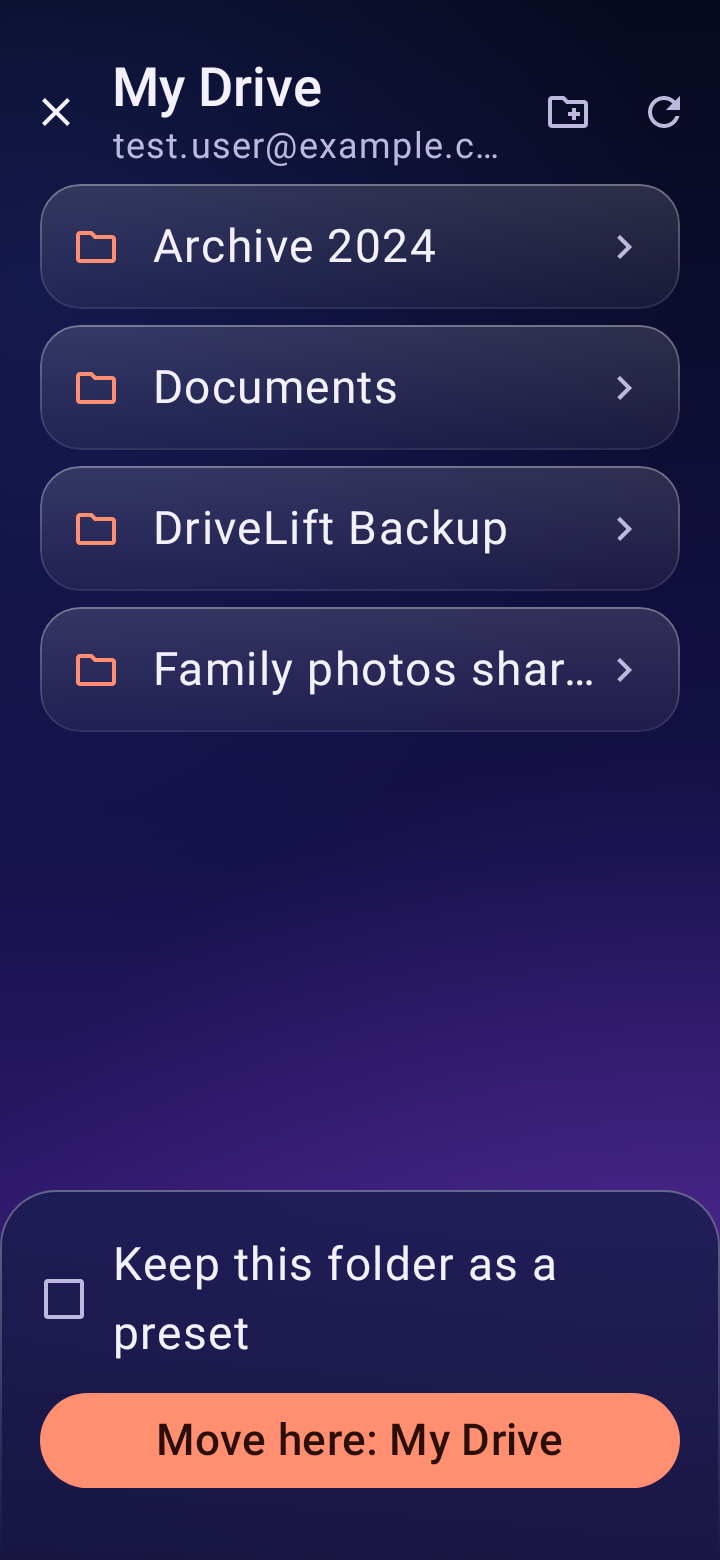 My Drive
test.user@example.c…
Archive 2024
Documents
DriveLift Backup
Family photos shar…
Keep this folder as a
preset
Move here: My Drive